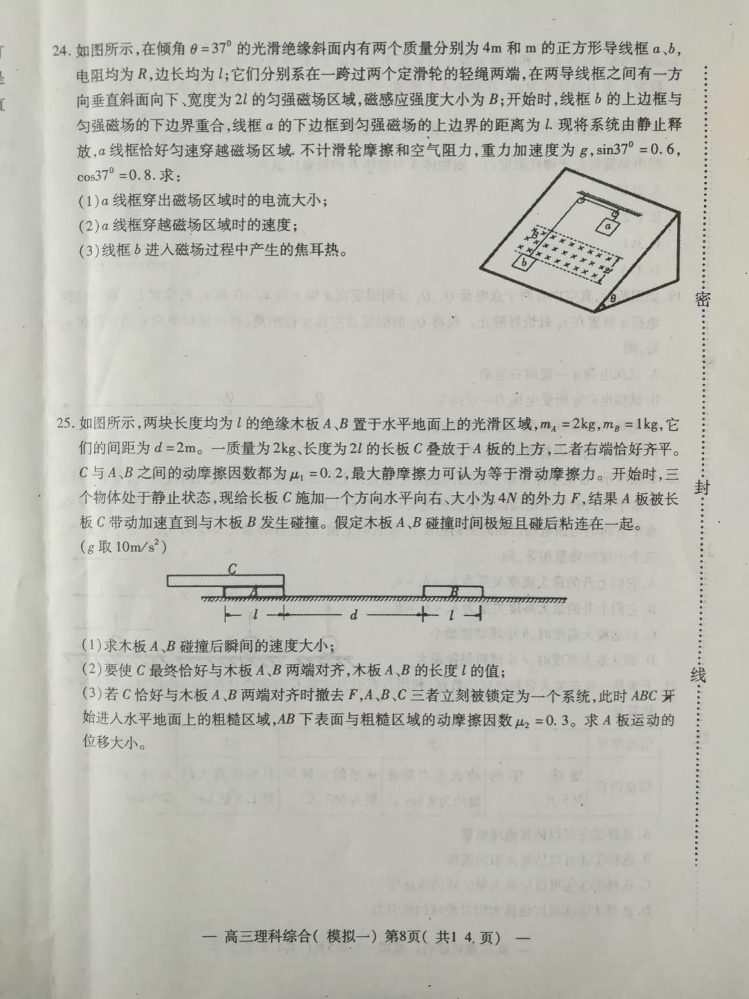 24. 如图所示,在倾角 θ=37⁰ 的光滑绝缘斜面内有两个质量分别为 4m 和 m 的正方形导线框 a、b,
电阻均为 R,边长均为 l;它们分别系在一跨过两个定滑轮的轻绳两端,在两导线框之间有一方
向垂直斜面向下、宽度为 2l 的匀强磁场区域,磁感应强度大小为 B;开始时,线框 b 的上边框与
匀强磁场的下边界重合,线框 a 的下边框到匀强磁场的上边界的距离为 l. 现将系统由静止释
放,a 线框恰好匀速穿越磁场区域. 不计滑轮摩擦和空气阻力,重力加速度为 g,sin37⁰ =0.6,
cos37⁰ =0.8. 求:
(1)a 线框穿出磁场区域时的电流大小;
(2)a 线框穿越磁场区域时的速度;
(3)线框 b 进入磁场过程中产生的焦耳热。
a
B
b
2l
θ
25. 如图所示,两块长度均为 l 的绝缘木板 A、B 置于水平地面上的光滑区域,mA =2kg,mB =1kg,它
们的间距为 d=2m。一质量为2kg、长度为2l 的长板 C 叠放于 A 板的上方,二者右端恰好齐平。
C 与 A、B 之间的动摩擦因数都为 μ₁ =0.2,最大静摩擦力可认为等于滑动摩擦力。开始时,三
个物体处于静止状态,现给长板 C 施加一个方向水平向右、大小为4N 的外力 F,结果 A 板被长
板 C 带动加速直到与木板 B 发生碰撞。假定木板 A、B 碰撞时间极短且碰后粘连在一起。
(g 取 10m/s²)
C
A B
l d l
(1)求木板 A、B 碰撞后瞬间的速度大小;
(2)要使 C 最终恰好与木板 A、B 两端对齐,木板 A、B 的长度 l 的值;
(3)若 C 恰好与木板 A、B 两端对齐时撤去 F,A、B、C 三者立刻被锁定为一个系统,此时 ABC 开
始进入水平地面上的粗糙区域,AB 下表面与粗糙区域的动摩擦因数 μ₂ =0.3。求 A 板运动的
位移大小。
— 高三理科综合( 模拟一) 第8页( 共1 4. 页) —
密
封
线